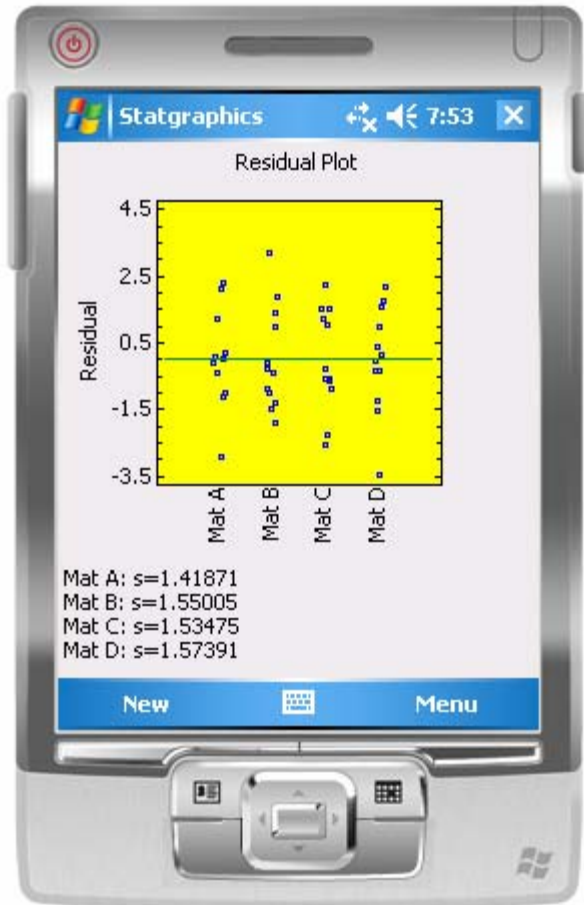 Statgraphics 7:53
Residual Plot
4.5
2.5
0.5
-1.5
-3.5
Residual
Mat A
Mat B
Mat C
Mat D
Mat A: s=1.41871
Mat B: s=1.55005
Mat C: s=1.53475
Mat D: s=1.57391
New Menu